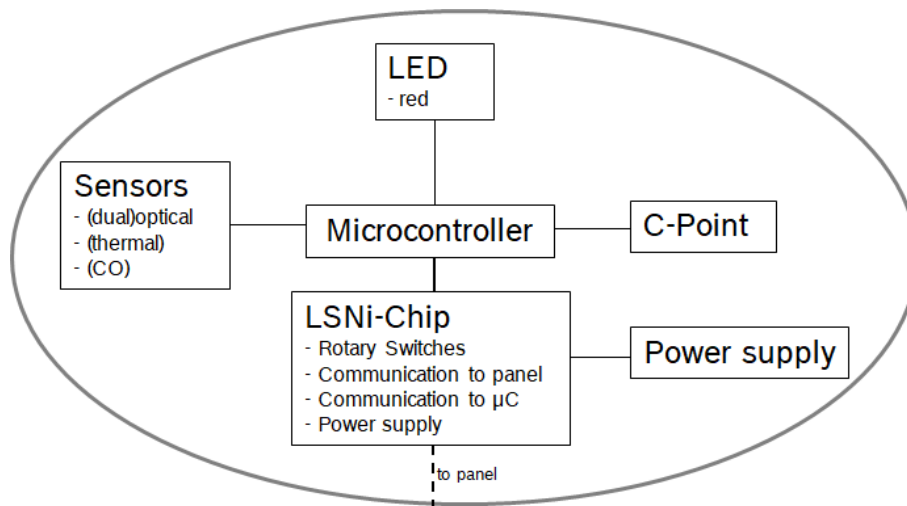 LED
- red
Sensors
- (dual)optical
- (thermal)
- (CO)
Microcontroller
C-Point
LSNi-Chip
- Rotary Switches
- Communication to panel
- Communication to µC
- Power supply
Power supply
to panel